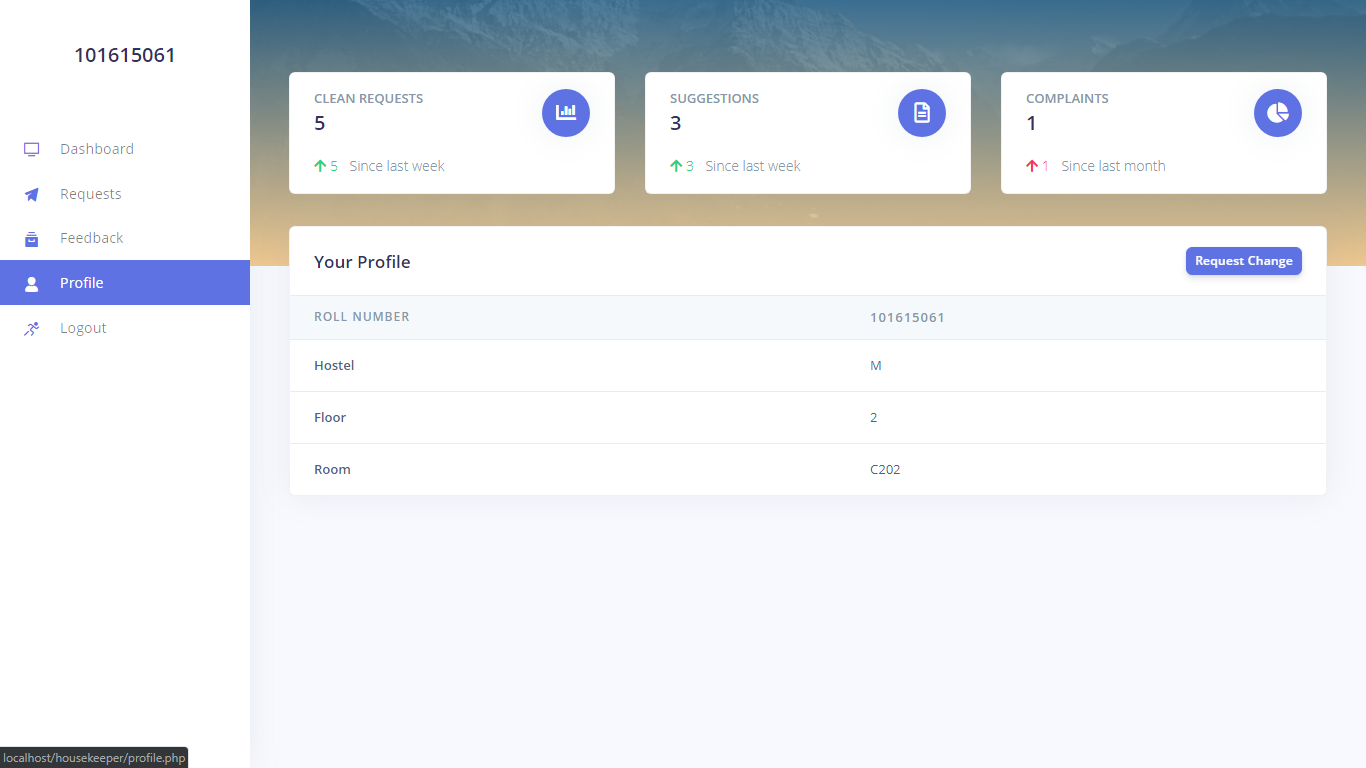 101615061
Dashboard
Requests
Feedback
Profile
Logout
CLEAN REQUESTS
5
5 Since last week
SUGGESTIONS
3
3 Since last week
COMPLAINTS
1
1 Since last month
Your Profile
Request Change
ROLL NUMBER 101615061
Hostel M
Floor 2
Room C202
localhost/housekeeper/profile.php